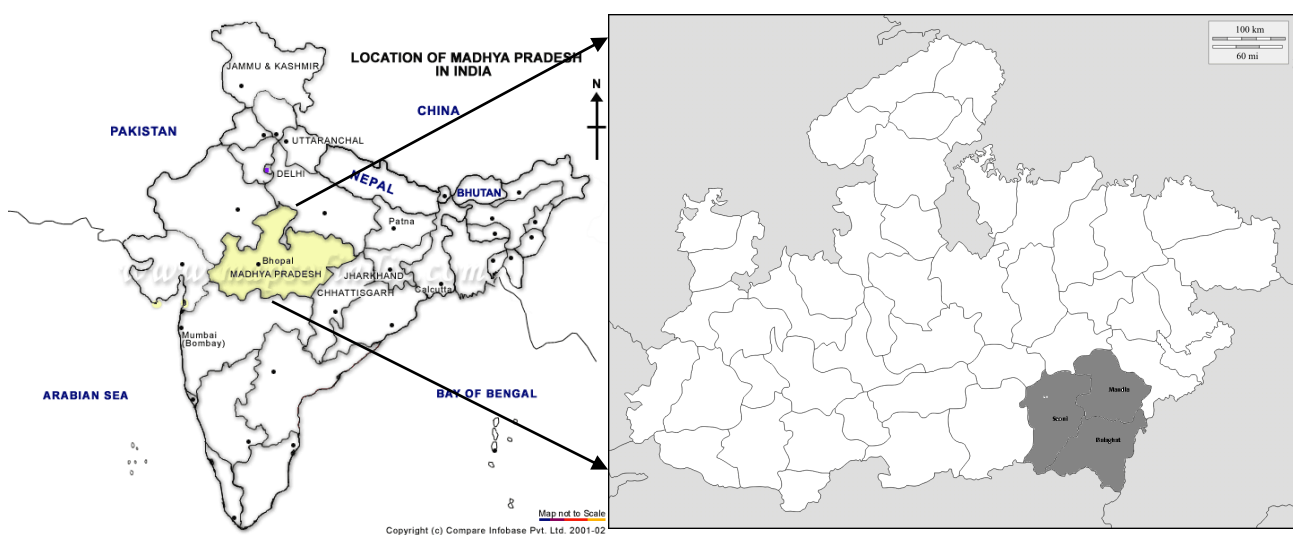 LOCATION OF MADHYA PRADESH
IN INDIA
JAMMU & KASHMIR
N
CHINA
PAKISTAN
UTTARANCHAL
DELHI
NEPAL
BHUTAN
Patna
Bhopal
MADHYA PRADESH
JHARKHAND
CHHATTISGARH
Calcutta
Mumbai
(Bombay)
ARABIAN SEA
BAY OF BENGAL
Map not to Scale
Copyright (c) Compare Infobase Pvt. Ltd. 2001-02
100 km
60 mi
Mandla
Seoni
Balaghat